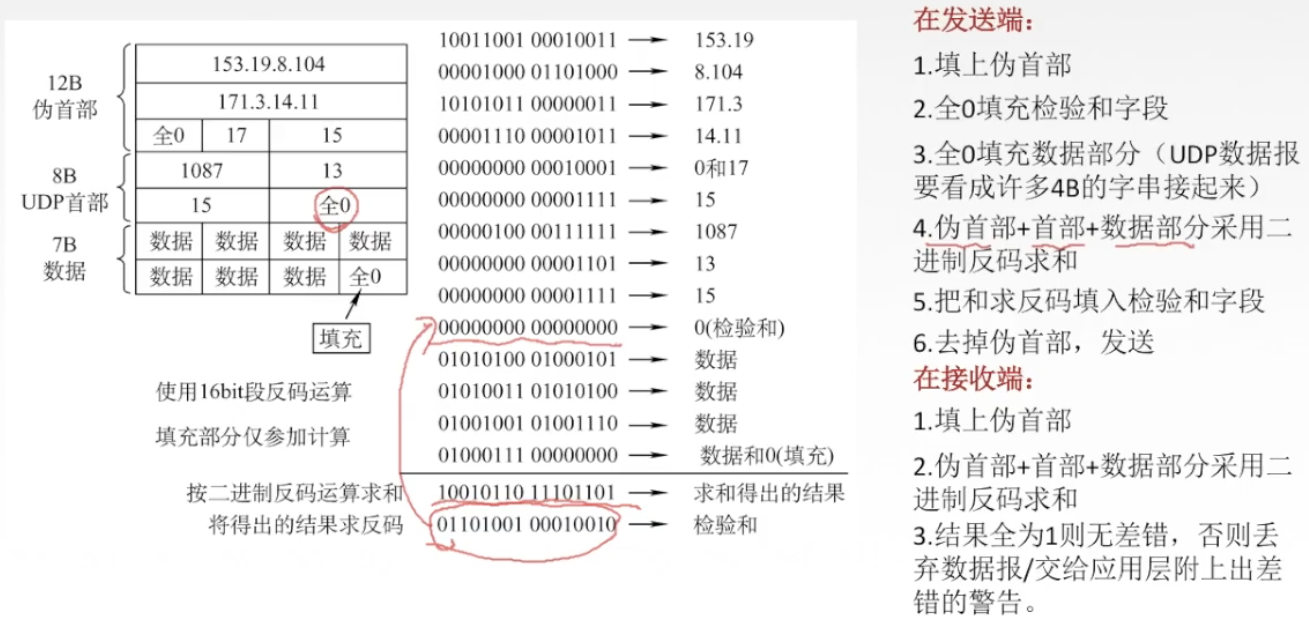 12B
伪首部
153.19.8.104
171.3.14.11
全0 17 15
8B
UDP首部
1087 13
15 全0
7B
数据
数据 数据 数据 数据
数据 数据 数据 全0
填充
使用16bit段反码运算
填充部分仅参加计算
10011001 00010011 → 153.19
00001000 01101000 → 8.104
10101011 00000011 → 171.3
00001110 00001011 → 14.11
00000000 00010001 → 0和17
00000000 00001111 → 15
00000100 00111111 → 1087
00000000 00001101 → 13
00000000 00001111 → 15
00000000 00000000 → 0(检验和)
01010100 01000101 → 数据
01010011 01010100 → 数据
01001001 01001110 → 数据
01000111 00000000 → 数据和0(填充)
按二进制反码运算求和 10010110 11101101 → 求和得出的结果
将得出的结果求反码 01101001 00010010 → 检验和
在发送端：
1.填上伪首部
2.全0填充检验和字段
3.全0填充数据部分（UDP数据报
要看成许多4B的字串接起来）
4.伪首部+首部+数据部分采用二
进制反码求和
5.把和求反码填入检验和字段
6.去掉伪首部，发送
在接收端：
1.填上伪首部
2.伪首部+首部+数据部分采用二
进制反码求和
3.结果全为1则无差错，否则丢
弃数据报/交给应用层附上出差
错的警告。